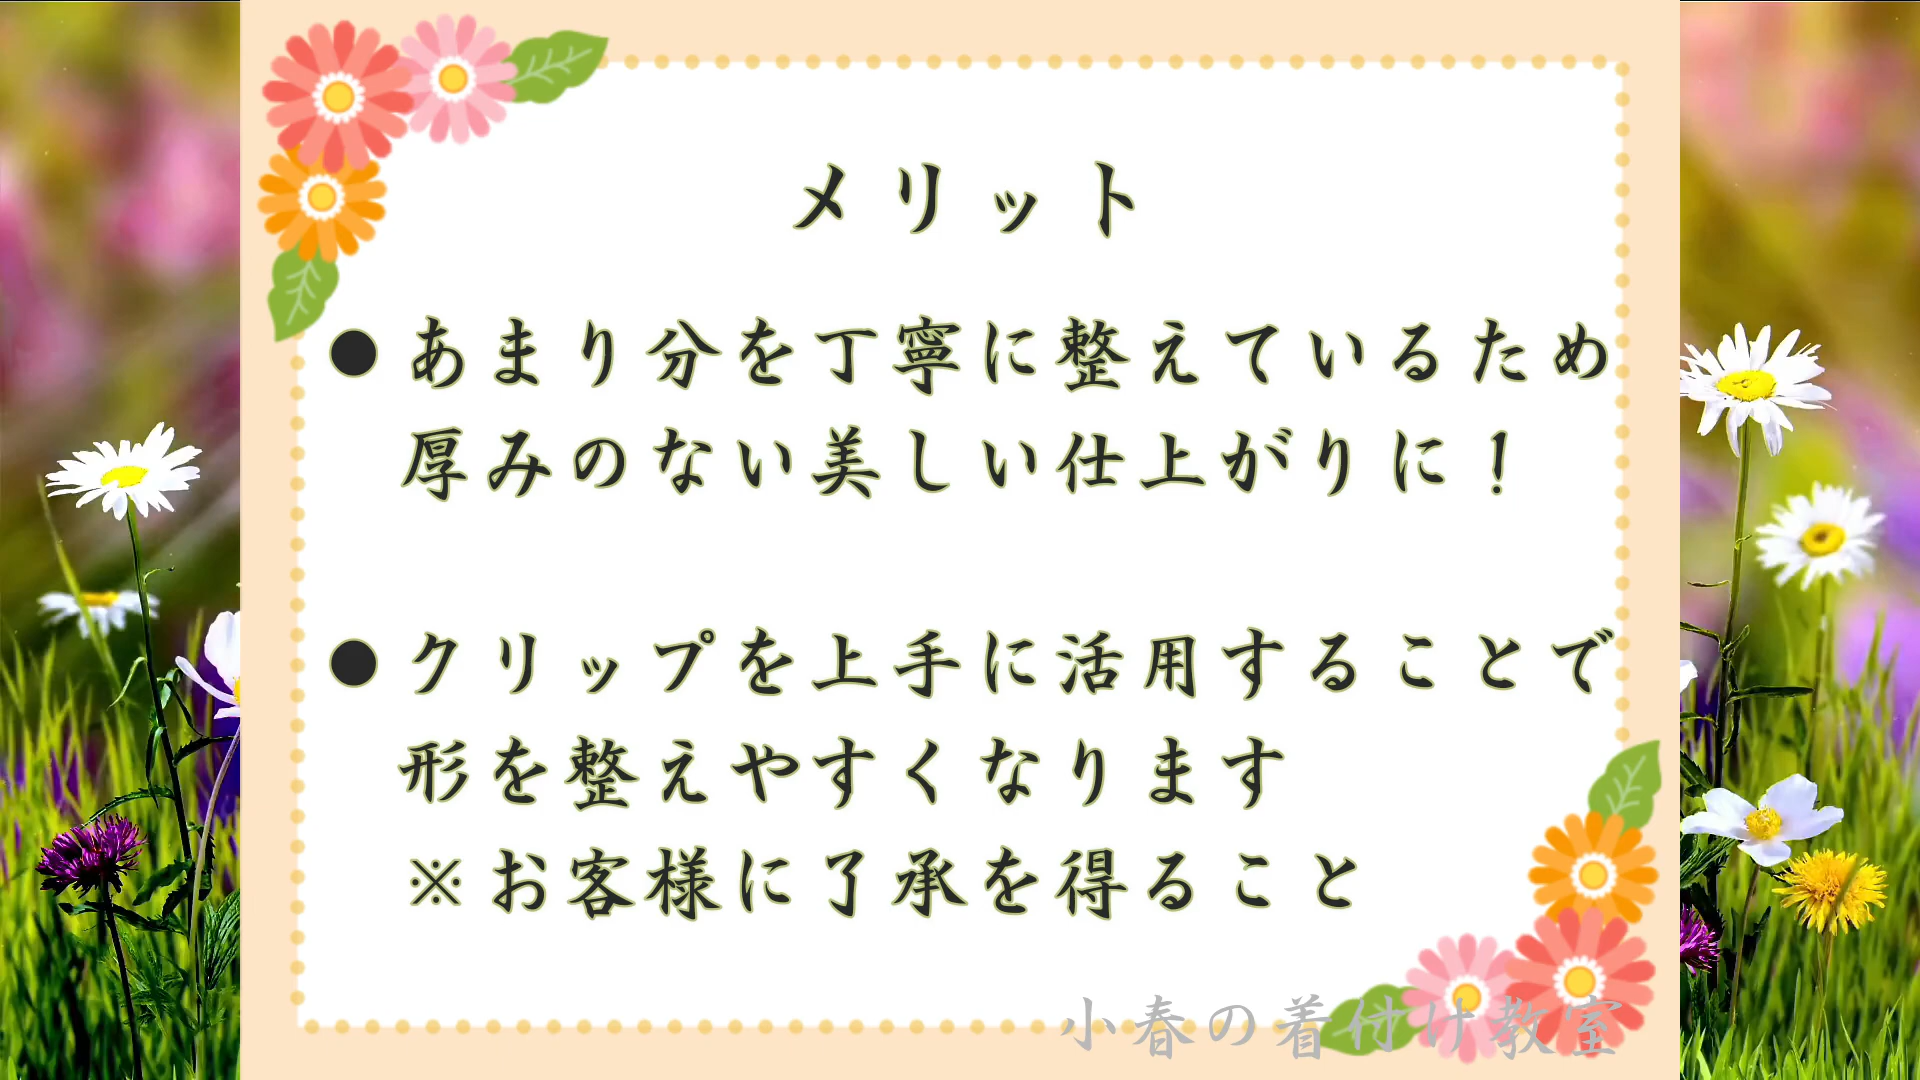 メリット
●あまり分を丁寧に整えているため
厚みのない美しい仕上がりに！
●クリップを上手に活用することで
形を整えやすくなります
※お客様に了承を得ること
小春の着付け教室